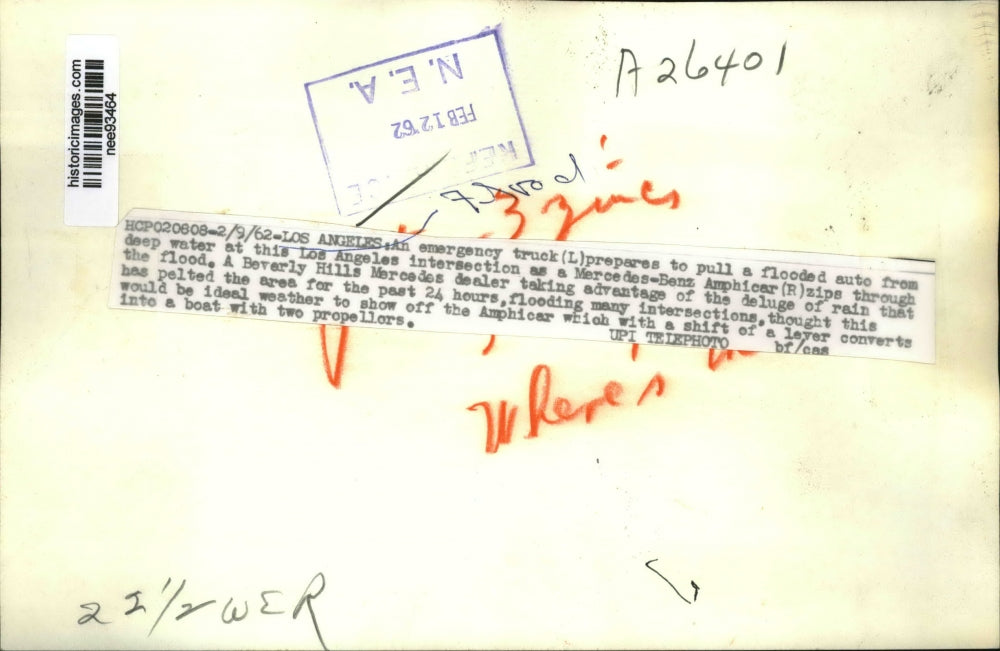 historicimages.com
nee93464
N. E. A.
FEB 12 '62
A26401
Flood
HCP020608-2/9/62-LOS ANGELES:An emergency truck(L)prepares to pull a flooded auto from
deep water at this Los Angeles intersection as a Mercedes-Benz Amphicar(R)zips through
the flood. A Beverly Hills Mercedes dealer taking advantage of the deluge of rain that
has pelted the area for the past 24 hours,flooding many intersections,thought this
would be ideal weather to show off the Amphicar which with a shift of a lever converts
into a boat with two propellors.
UPI TELEPHOTO bf/cas
Where's
2 2 1/2 WER